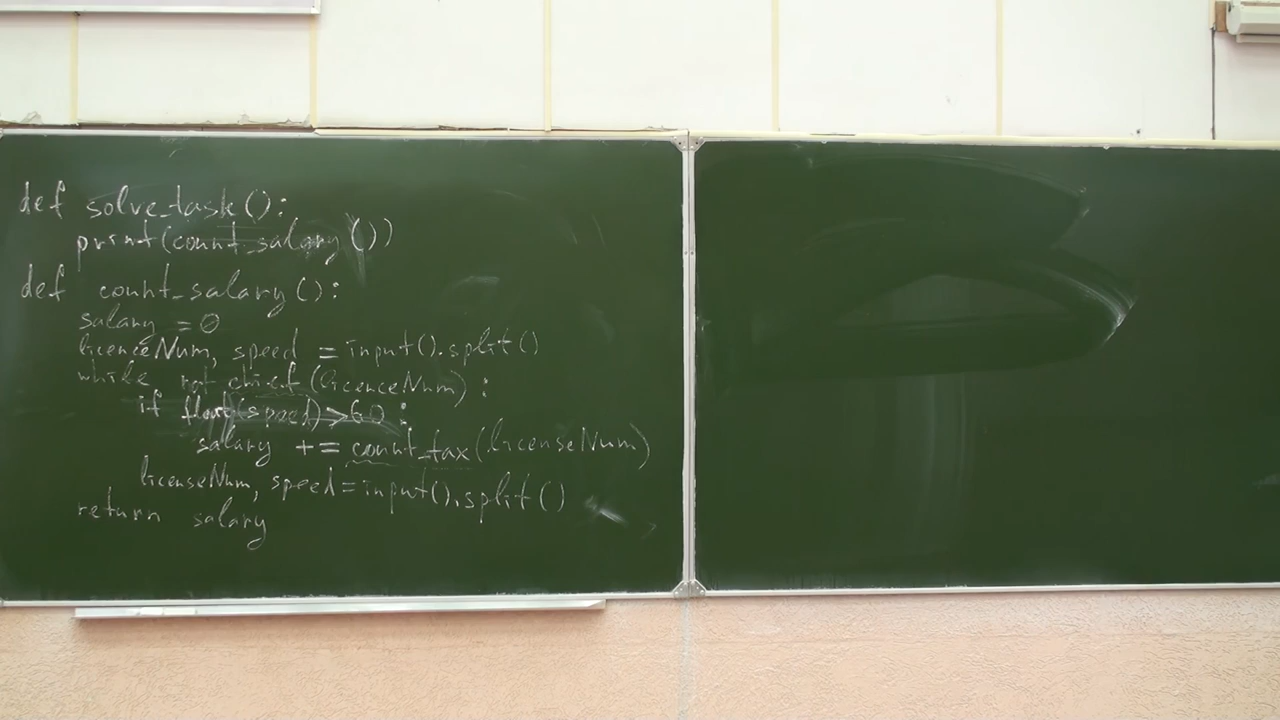 def solve_task():
print(count_salary())
def count_salary():
salary = 0
licenceNum, speed = input().split()
while not chief(licenceNum):
if float(speed)>60:
salary += count_tax(licenseNum)
licenseNum, speed=input().split()
return salary